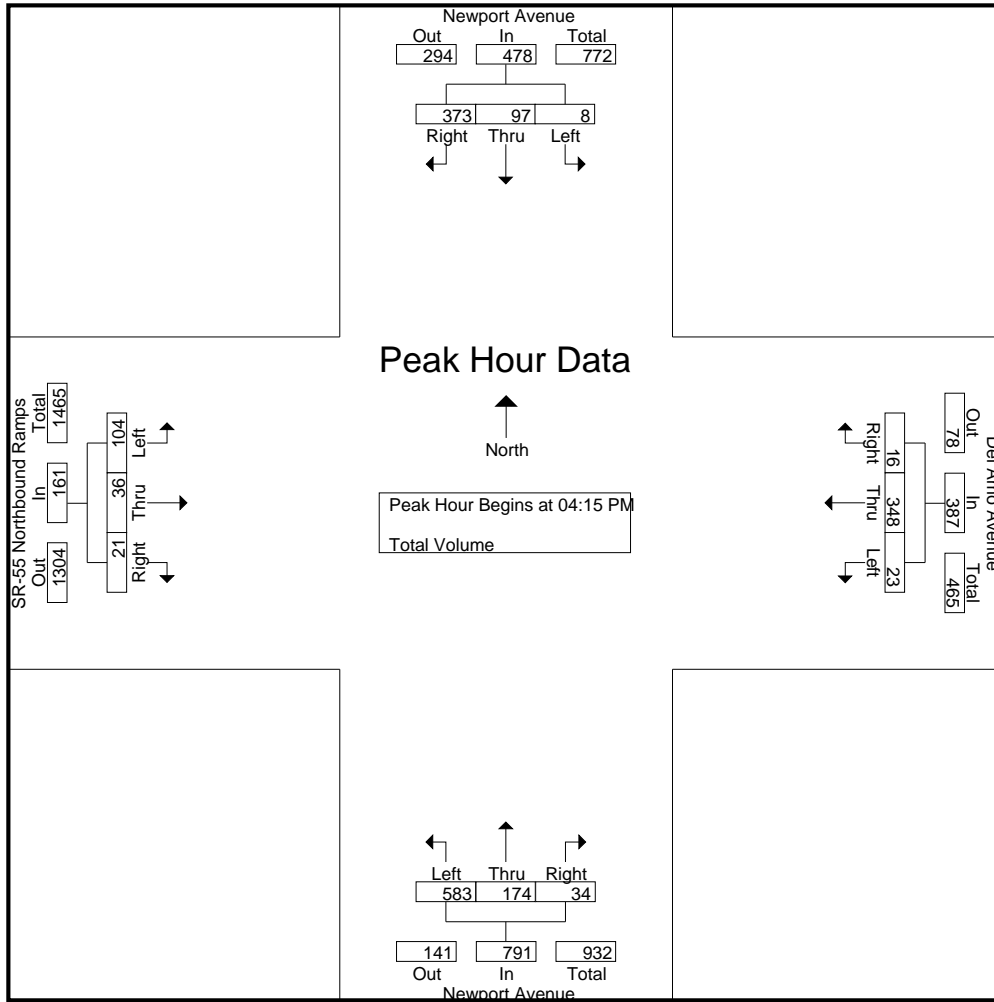 Newport Avenue
Out In Total
294 478 772
373 97 8
Right Thru Left
Peak Hour Data
North
Peak Hour Begins at 04:15 PM
Total Volume
SR-55 Northbound Ramps
Out In Total
1304 161 1465
21 36 104
Right Thru Left
Del Amo Avenue
Out In Total
78 387 465
16 348 23
Right Thru Left
Left Thru Right
583 174 34
141 791 932
Out In Total
Newport Avenue